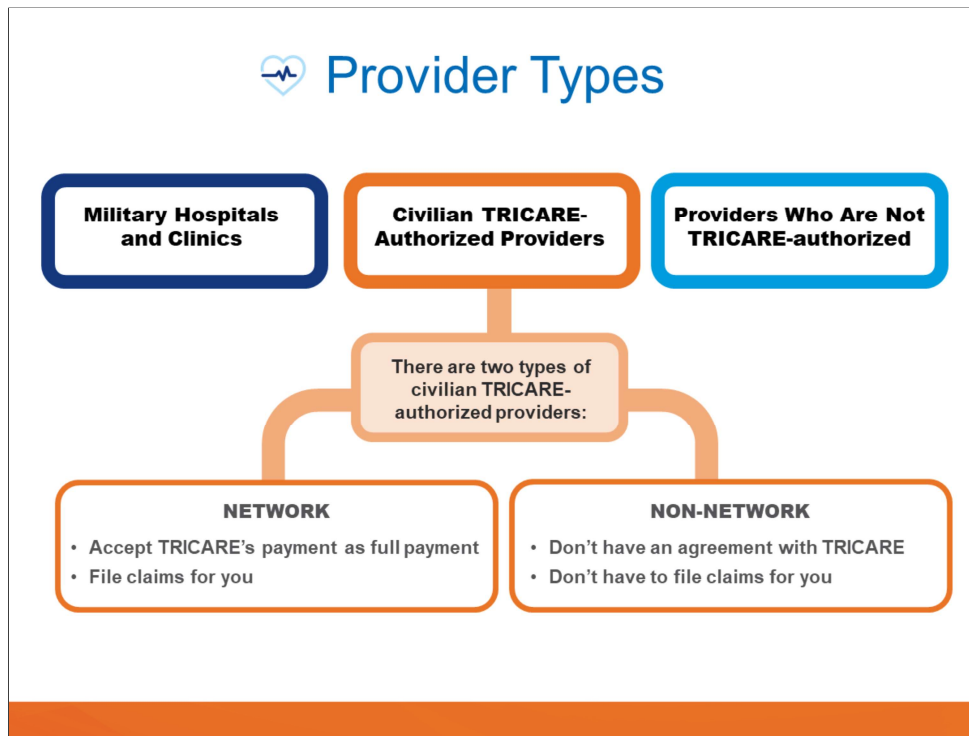 Provider Types
Military Hospitals
and Clinics
Civilian TRICARE-
Authorized Providers
Providers Who Are Not
TRICARE-authorized
There are two types of
civilian TRICARE-
authorized providers:
NETWORK
• Accept TRICARE's payment as full payment
• File claims for you
NON-NETWORK
• Don't have an agreement with TRICARE
• Don't have to file claims for you